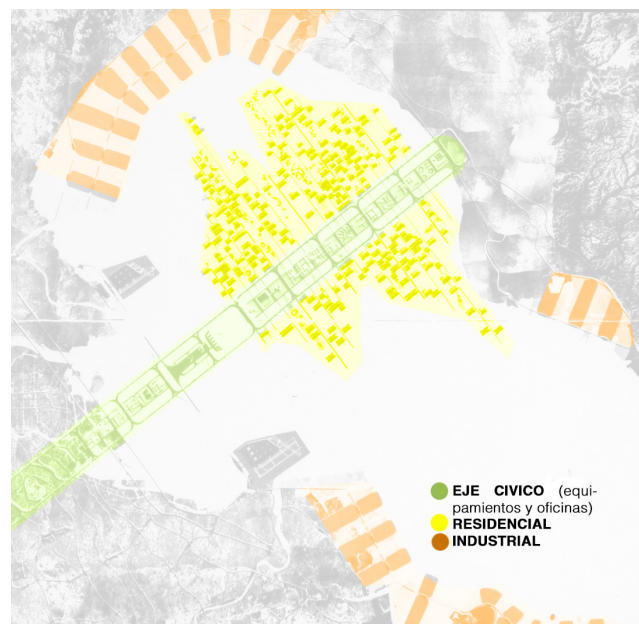 EJE CIVICO (equi-
pamientos y oficinas)
RESIDENCIAL
INDUSTRIAL